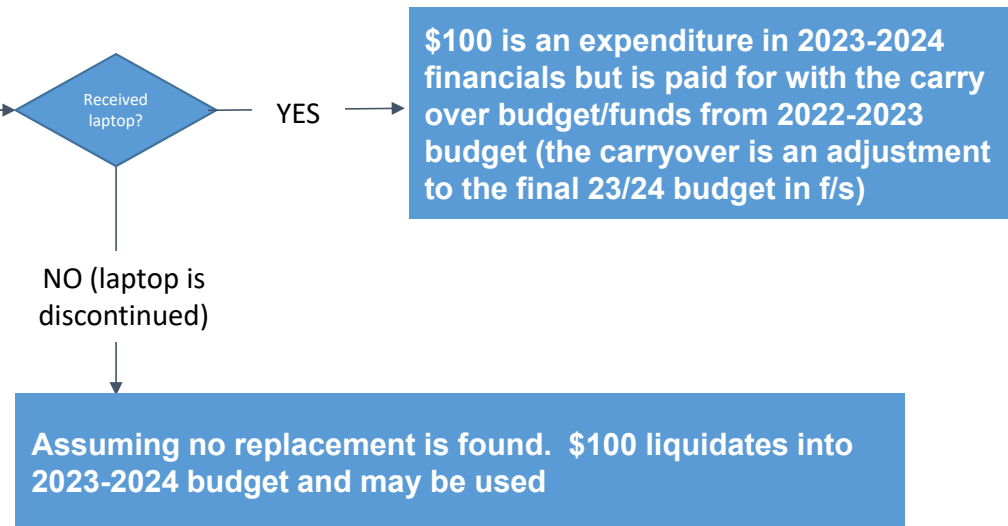 Received
laptop?
YES
$100 is an expenditure in 2023-2024
financials but is paid for with the carry
over budget/funds from 2022-2023
budget (the carryover is an adjustment
to the final 23/24 budget in f/s)
NO (laptop is
discontinued)
Assuming no replacement is found.  $100 liquidates into
2023-2024 budget and may be used